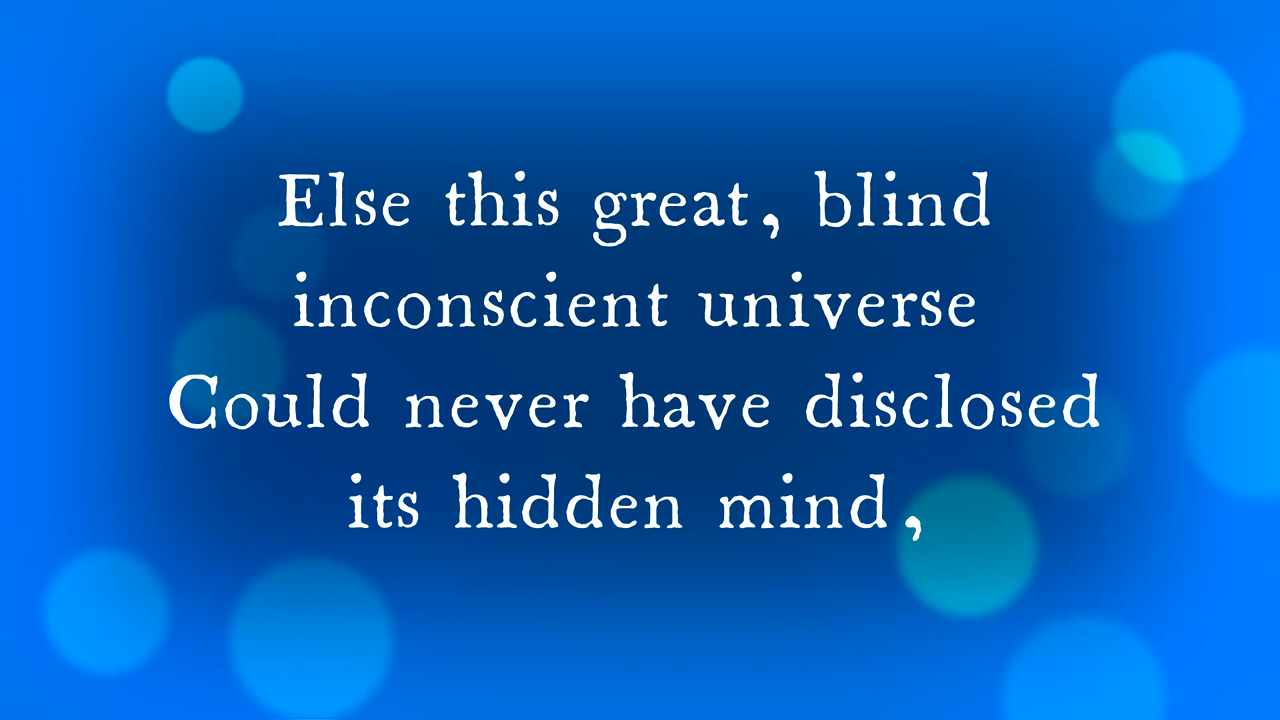 Else this great, blind
inconscient universe
Could never have disclosed
its hidden mind,